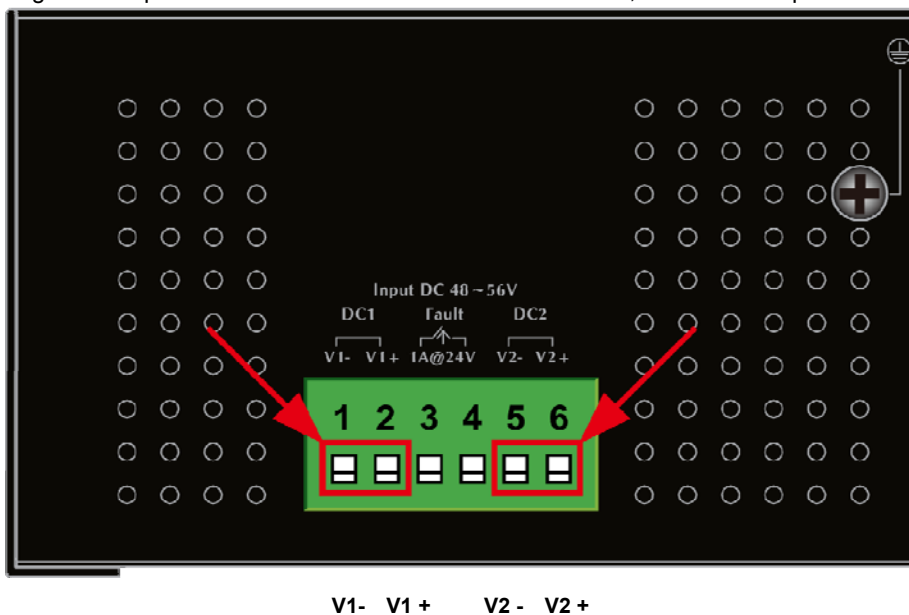 Input DC 48~56V
DC1 Fault DC2
V1- V1+ 1A@24V V2- V2+
1 2 3 4 5 6
V1- V1 + V2 - V2 +